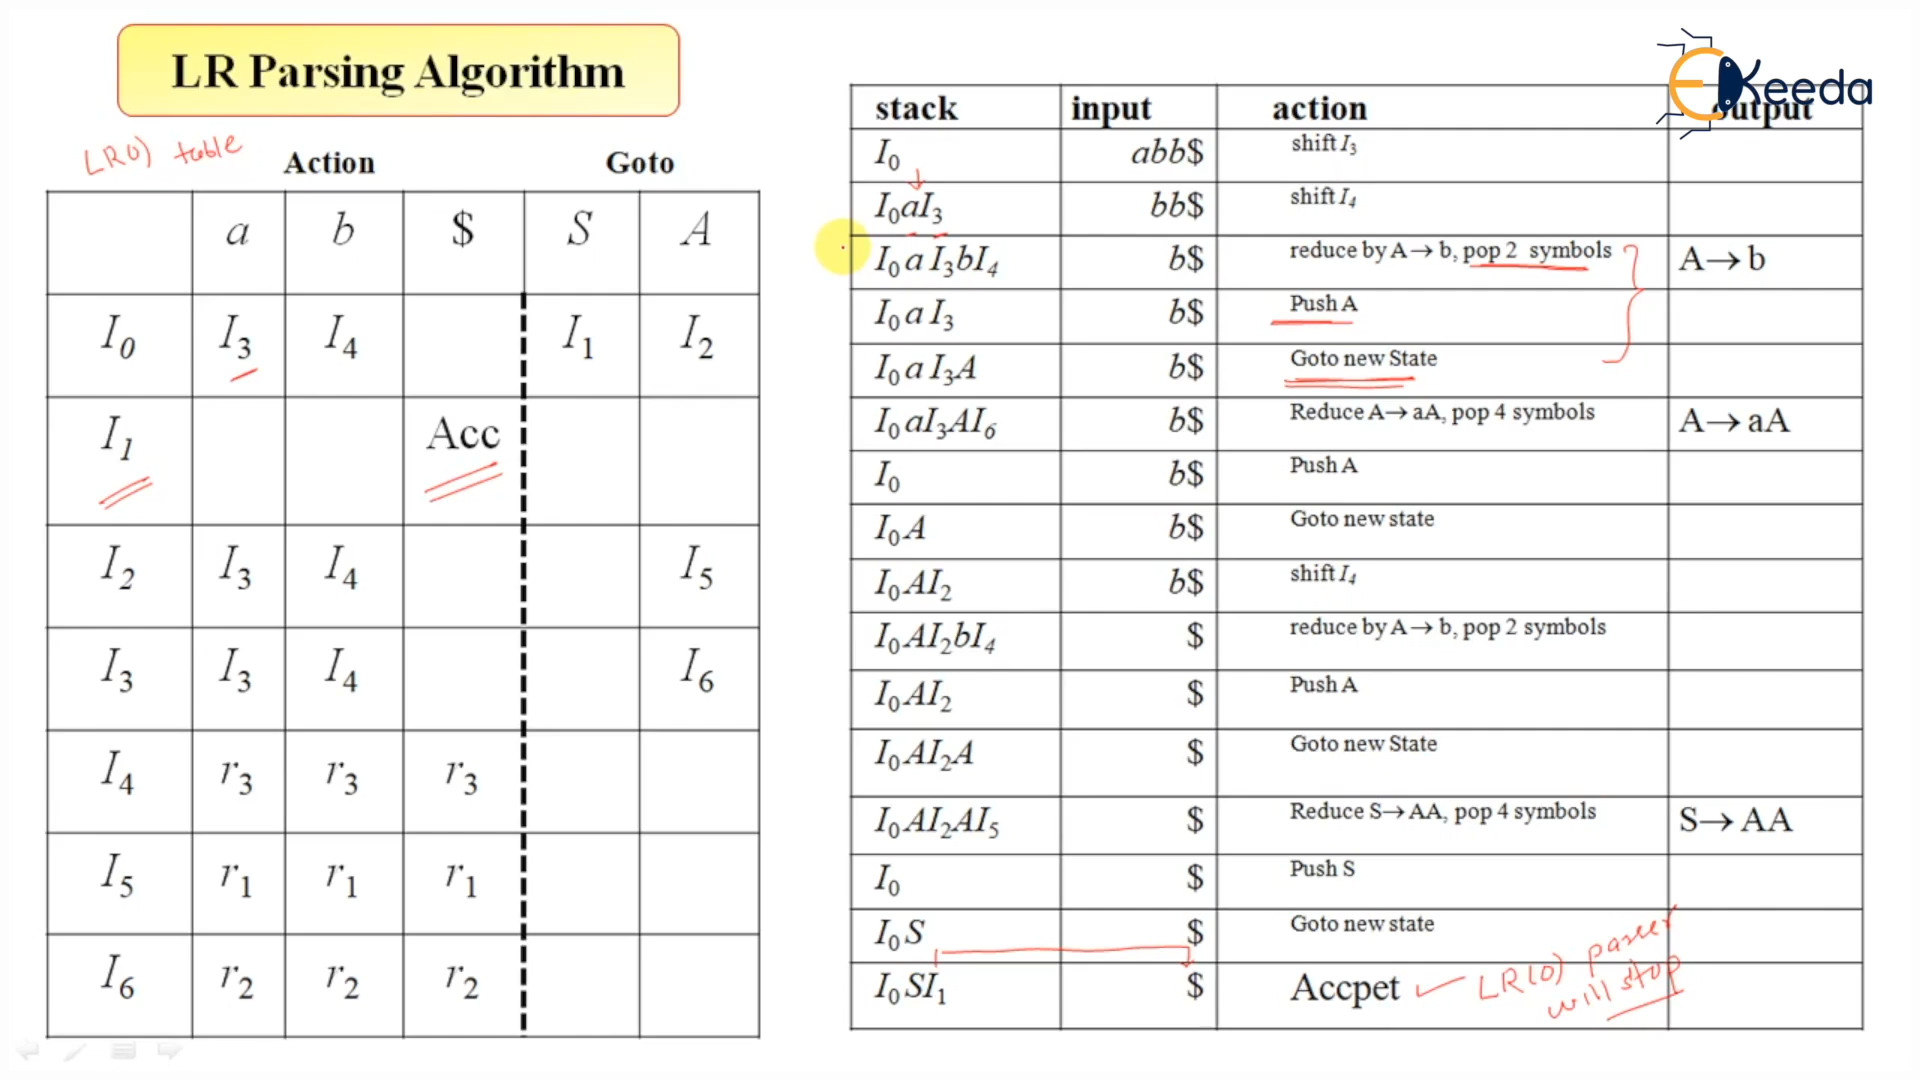 LR Parsing Algorithm
EKeeda
LR(0) table
Action Goto
a b $ S A
I0 I3 I4 I1 I2
I1 Acc
I2 I3 I4 I5
I3 I3 I4 I6
I4 r3 r3 r3
I5 r1 r1 r1
I6 r2 r2 r2
stack input action output
I0 abb$ shift I3
I0aI3 bb$ shift I4
I0aI3bI4 b$ reduce by A→b, pop 2 symbols A→b
I0aI3 b$ Push A
I0aI3A b$ Goto new State
I0aI3AI6 b$ Reduce A→aA, pop 4 symbols A→aA
I0 b$ Push A
I0A b$ Goto new state
I0AI2 b$ shift I4
I0AI2bI4 $ reduce by A→b, pop 2 symbols
I0AI2 $ Push A
I0AI2A $ Goto new State
I0AI2AI5 $ Reduce S→AA, pop 4 symbols S→AA
I0 $ Push S
I0S $ Goto new state
I0SI1 $ Accpet
LR(0) parser
will stop